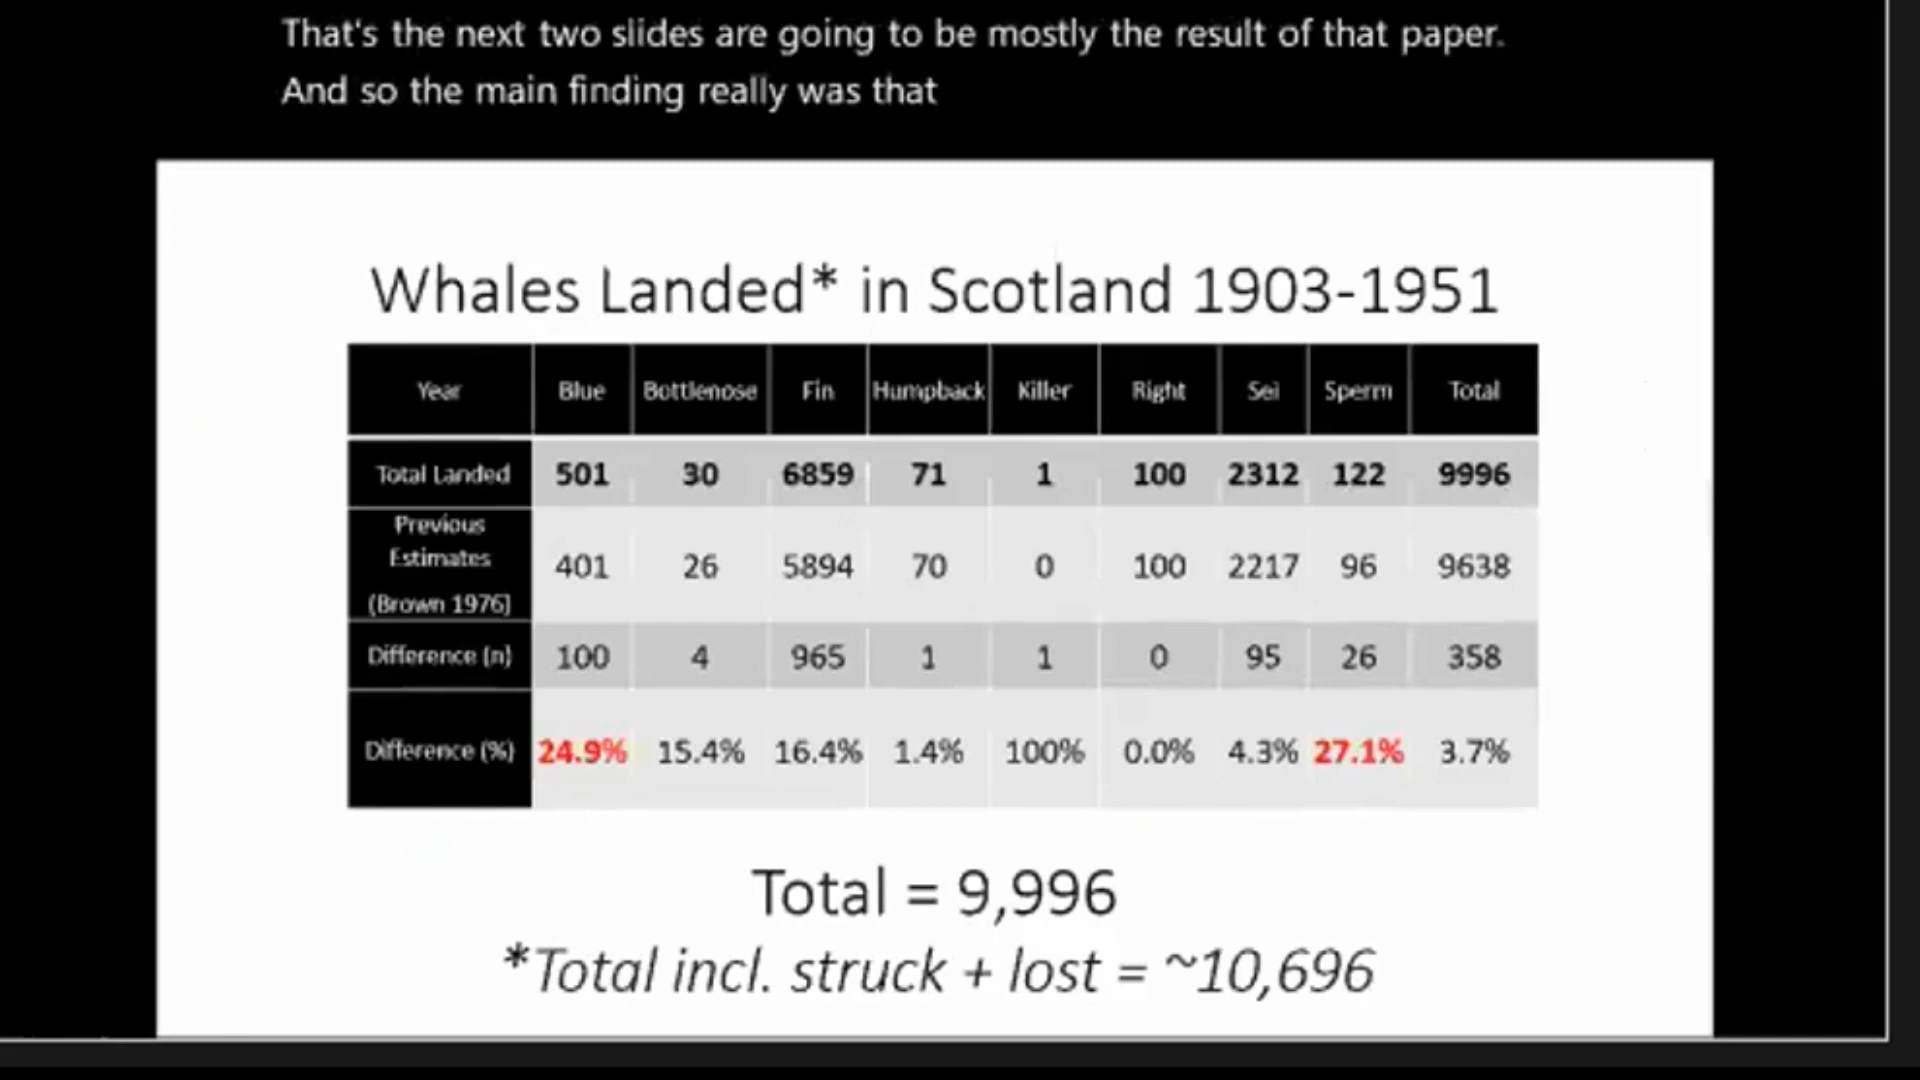 That's the next two slides are going to be mostly the result of that paper.
And so the main finding really was that
Whales Landed* in Scotland 1903-1951
Year Blue Bottlenose Fin Humpback Killer Right Sei Sperm Total
Total Landed 501 30 6859 71 1 100 2312 122 9996
Previous Estimates (Brown 1976) 401 26 5894 70 0 100 2217 96 9638
Difference (n) 100 4 965 1 1 0 95 26 358
Difference (%) 24.9% 15.4% 16.4% 1.4% 100% 0.0% 4.3% 27.1% 3.7%
Total = 9,996
*Total incl. struck + lost = ~10,696